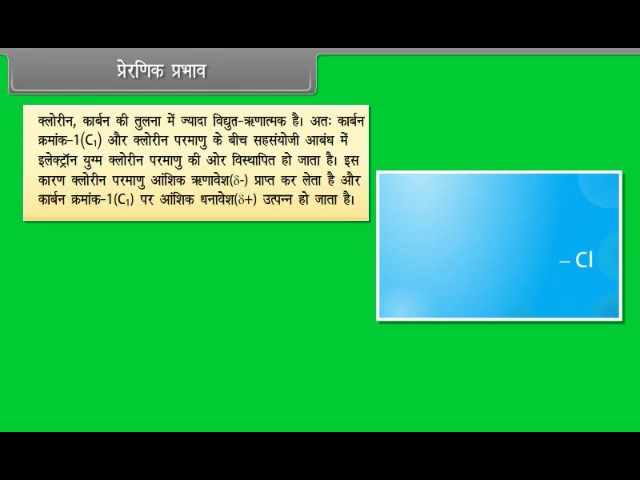 प्रेरणिक प्रभाव
क्लोरीन, कार्बन की तुलना में ज्यादा विद्युत-ऋणात्मक है। अतः कार्बन
क्रमांक-1(C₁) और क्लोरीन परमाणु के बीच सहसंयोजी आबंध में
इलेक्ट्रॉन युग्म क्लोरीन परमाणु की ओर विस्थापित हो जाता है। इस
कारण क्लोरीन परमाणु आंशिक ऋणावेश(δ-) प्राप्त कर लेता है और
कार्बन क्रमांक-1(C₁) पर आंशिक धनावेश(δ+) उत्पन्न हो जाता है।
– Cl